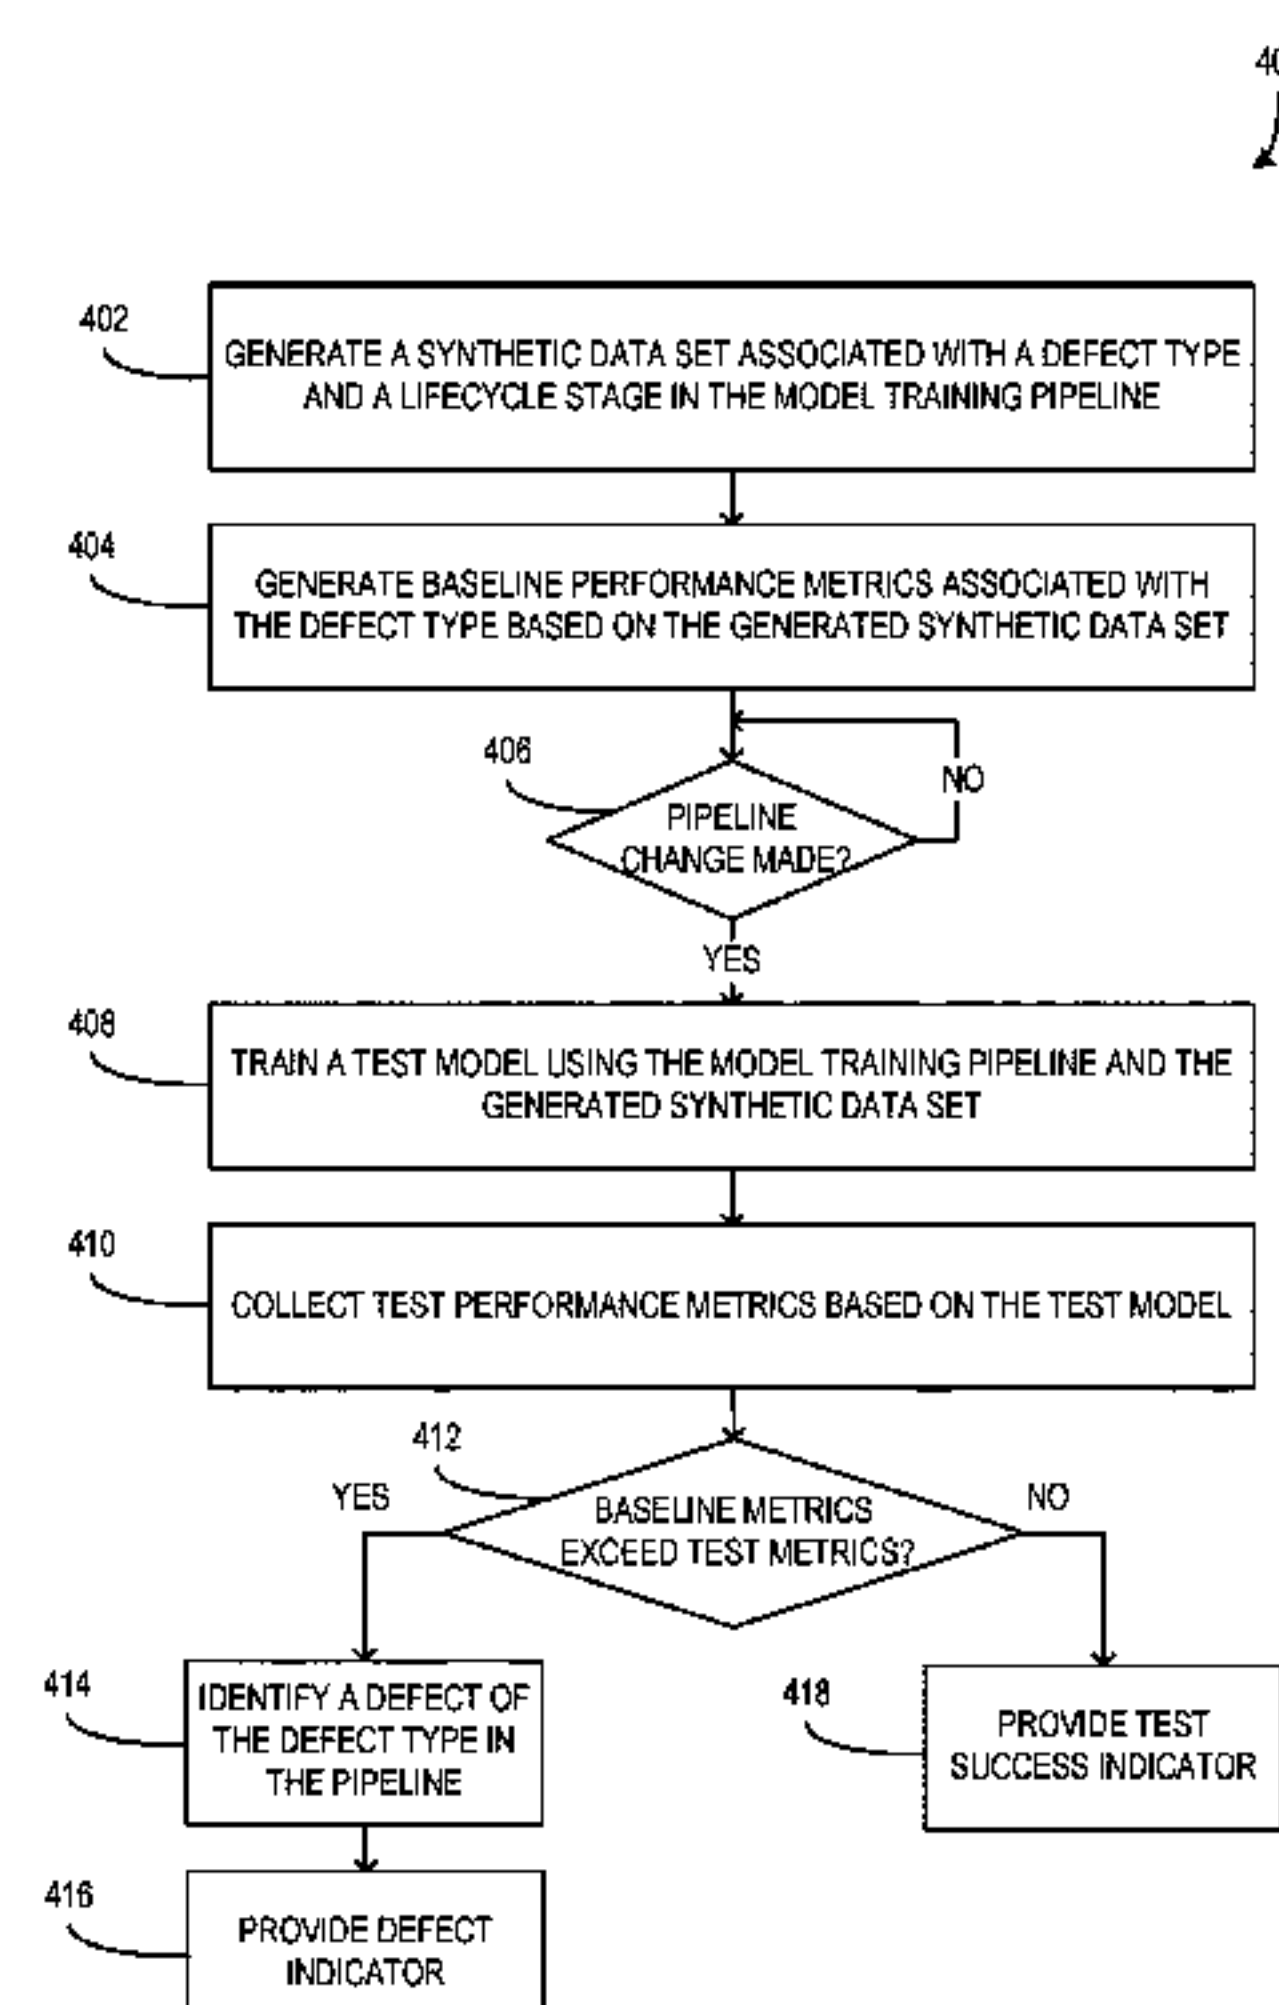 40
402
GENERATE A SYNTHETIC DATA SET ASSOCIATED WITH A DEFECT TYPE
AND A LIFECYCLE STAGE IN THE MODEL TRAINING PIPELINE
404
GENERATE BASELINE PERFORMANCE METRICS ASSOCIATED WITH
THE DEFECT TYPE BASED ON THE GENERATED SYNTHETIC DATA SET
406
NO
PIPELINE
CHANGE MADE?
YES
408
TRAIN A TEST MODEL USING THE MODEL TRAINING PIPELINE AND THE
GENERATED SYNTHETIC DATA SET
410
COLLECT TEST PERFORMANCE METRICS BASED ON THE TEST MODEL
412
YES
NO
BASELINE METRICS
EXCEED TEST METRICS?
414
IDENTIFY A DEFECT OF
THE DEFECT TYPE IN
THE PIPELINE
418
PROVIDE TEST
SUCCESS INDICATOR
416
PROVIDE DEFECT
INDICATOR